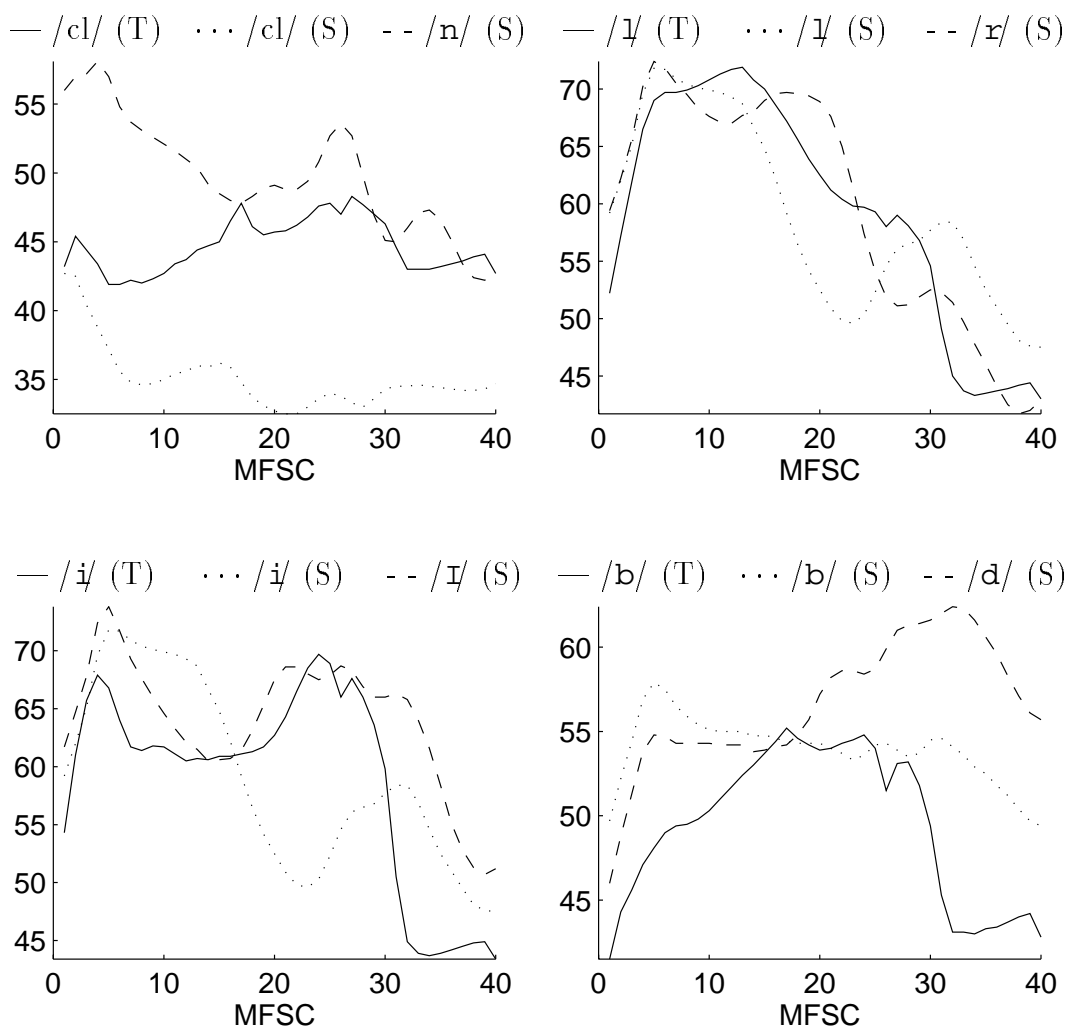 — /cl/ (T) ··· /cl/ (S) -- /n/ (S)
55
50
45
40
35
0 10 20 30 40
MFSC
— /l/ (T) ··· /l/ (S) -- /r/ (S)
70
65
60
55
50
45
0 10 20 30 40
MFSC
— /i/ (T) ··· /i/ (S) -- /I/ (S)
70
65
60
55
50
45
0 10 20 30 40
MFSC
— /b/ (T) ··· /b/ (S) -- /d/ (S)
60
55
50
45
0 10 20 30 40
MFSC